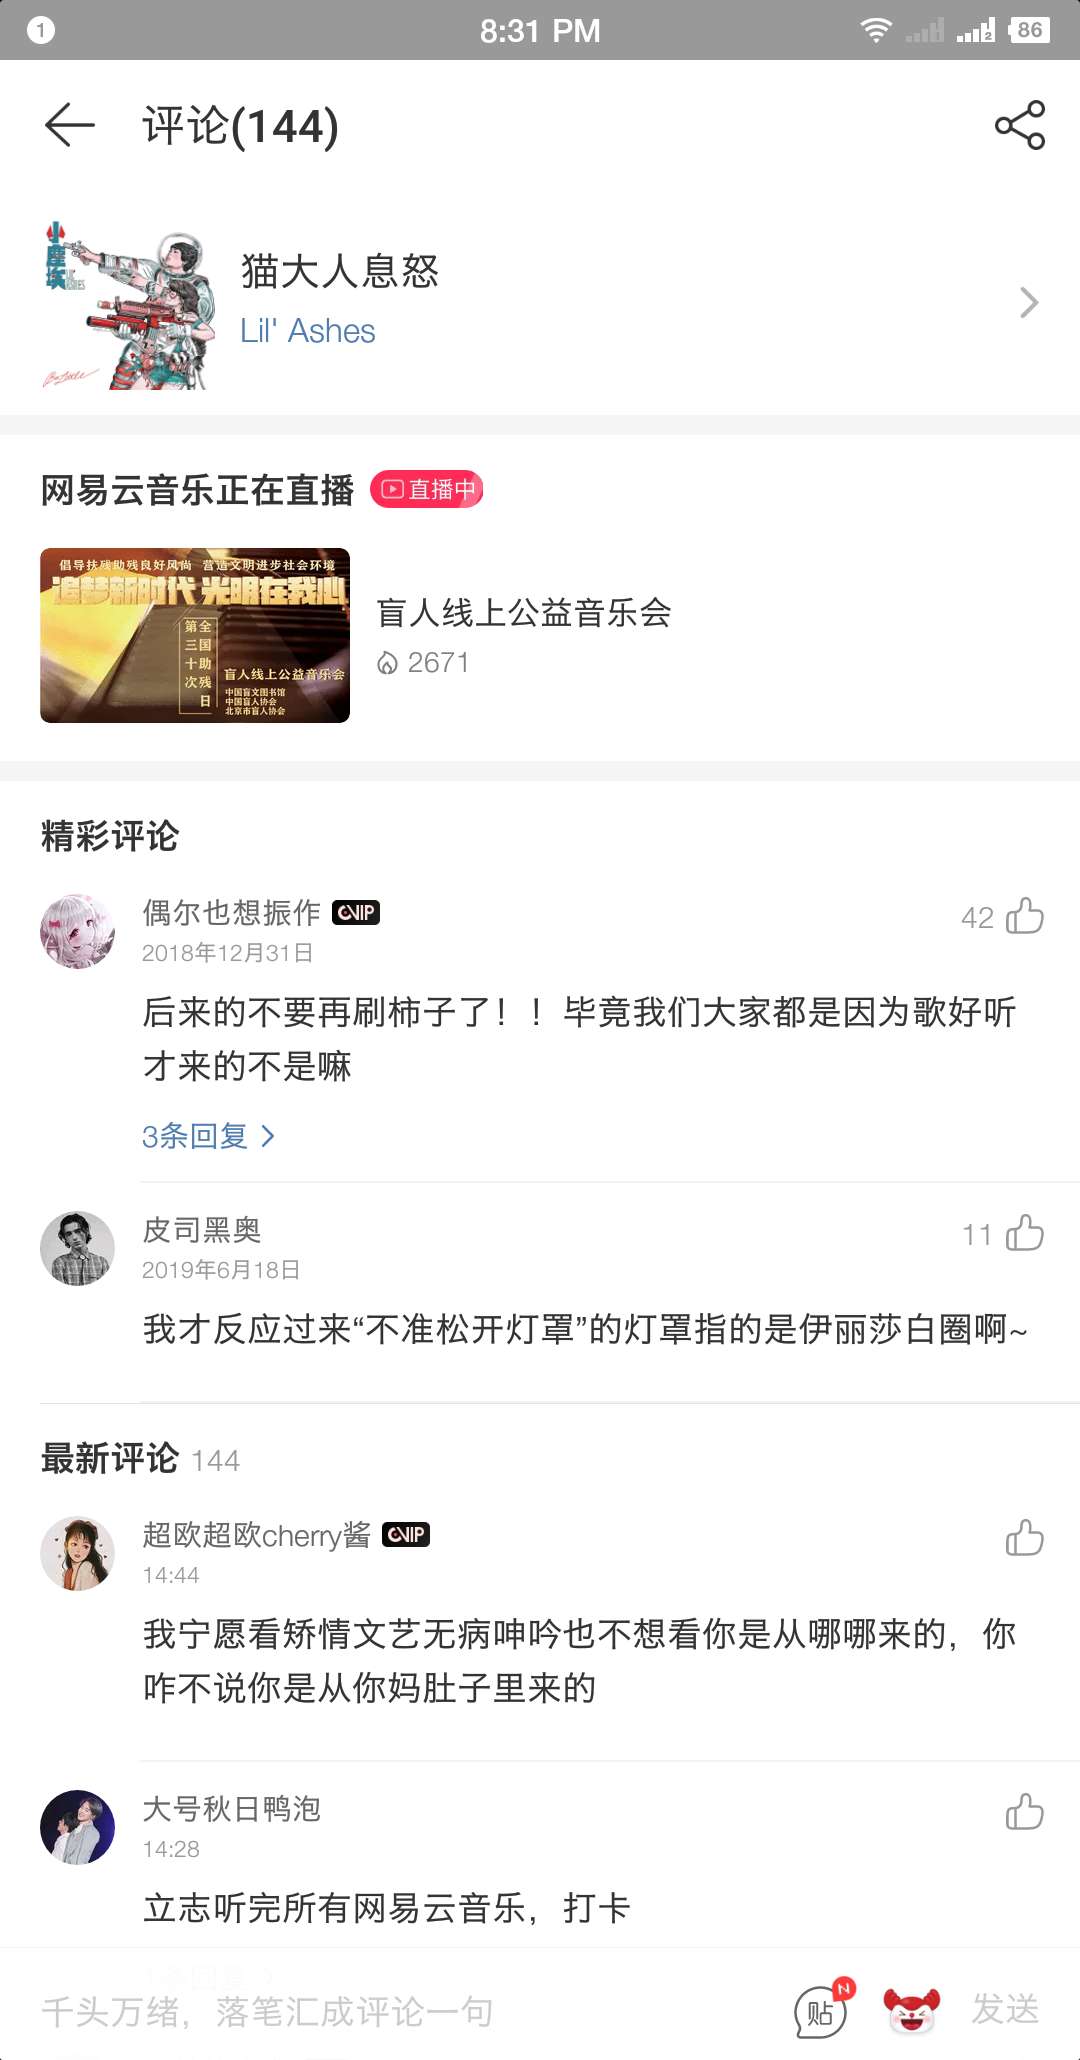 1
8:31 PM
86
评论(144)
小尘埃
猫大人息怒
Lil' Ashes
网易云音乐正在直播
直播中
倡导扶残助残良好风尚 营造文明进步社会环境
追梦新时代 光明在我心
第三十次
全国助残日
盲人线上公益音乐会
中国盲文图书馆
中国盲人协会
北京市盲人协会
盲人线上公益音乐会
2671
精彩评论
偶尔也想振作 VIP
42
2018年12月31日
后来的不要再刷柿子了！！毕竟我们大家都是因为歌好听
才来的不是嘛
3条回复
皮司黑奥
11
2019年6月18日
我才反应过来“不准松开灯罩”的灯罩指的是伊丽莎白圈啊~
最新评论 144
超欧超欧cherry酱 VIP
14:44
我宁愿看矫情文艺无病呻吟也不想看你是从哪哪来的，你
咋不说你是从你妈肚子里来的
大号秋日鸭泡
14:28
立志听完所有网易云音乐，打卡
1条回复
千头万绪，落笔汇成评论一句
贴
N
发送